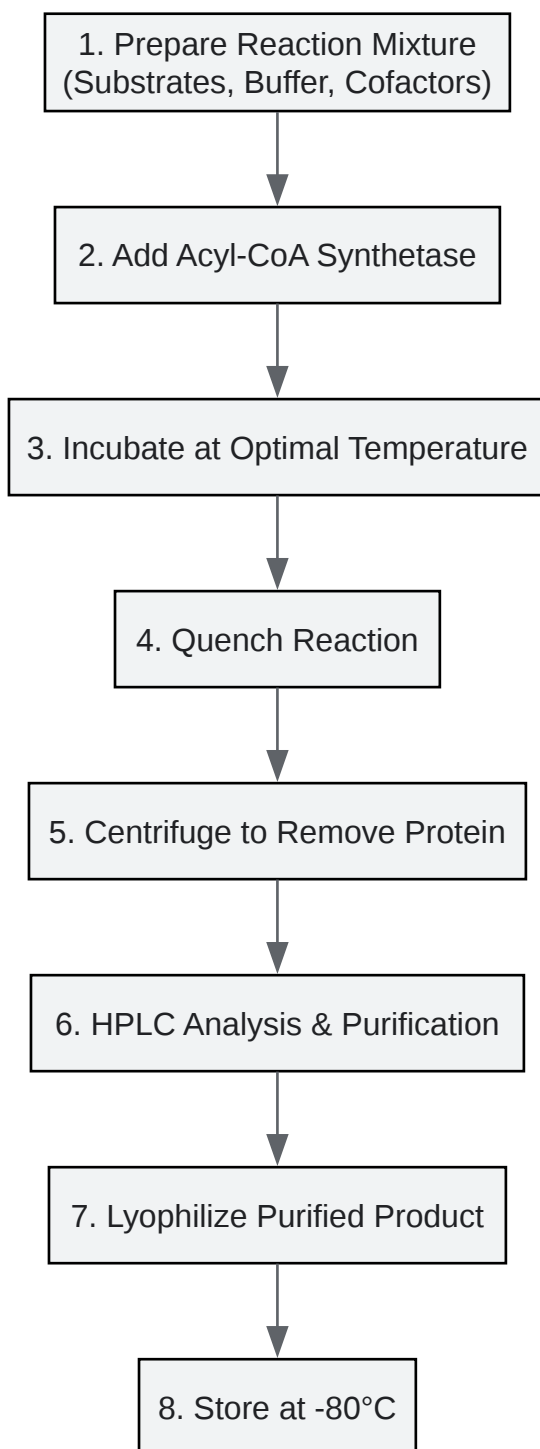 1. Prepare Reaction Mixture
(Substrates, Buffer, Cofactors)
2. Add Acyl-CoA Synthetase
3. Incubate at Optimal Temperature
4. Quench Reaction
5. Centrifuge to Remove Protein
6. HPLC Analysis & Purification
7. Lyophilize Purified Product
8. Store at -80°C